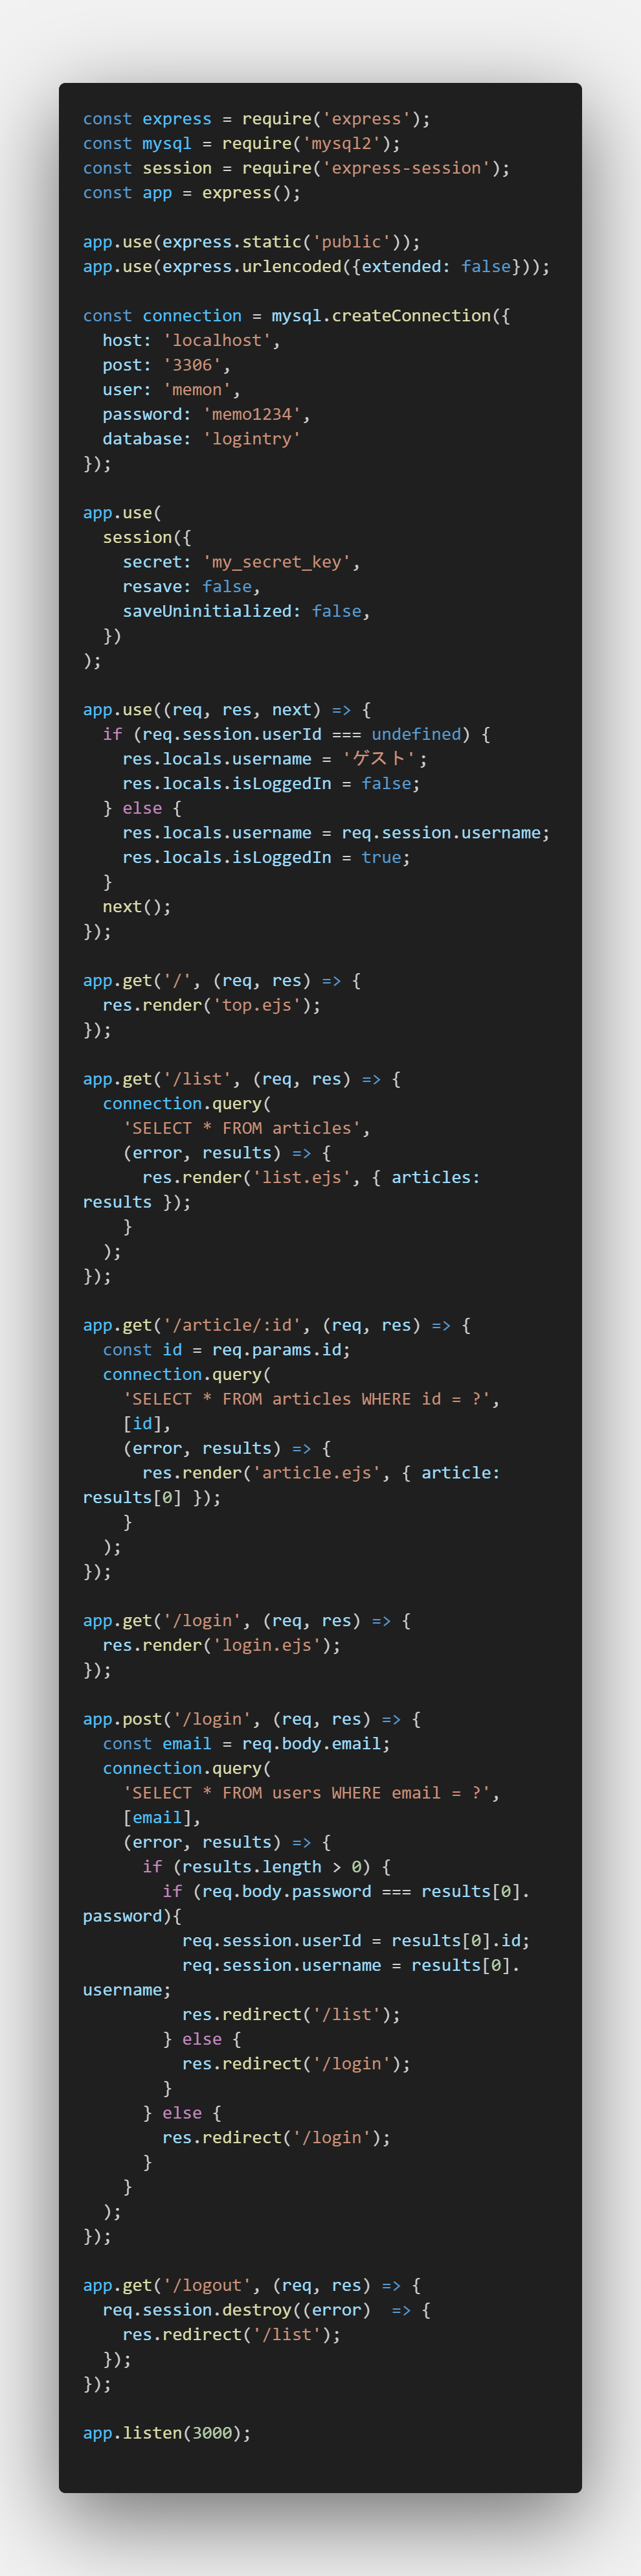 const express = require('express');
const mysql = require('mysql2');
const session = require('express-session');
const app = express();

app.use(express.static('public'));
app.use(express.urlencoded({extended: false}));

const connection = mysql.createConnection({
  host: 'localhost',
  post: '3306',
  user: 'memon',
  password: 'memo1234',
  database: 'logintry'
});

app.use(
  session({
    secret: 'my_secret_key',
    resave: false,
    saveUninitialized: false,
  })
);

app.use((req, res, next) => {
  if (req.session.userId === undefined) {
    res.locals.username = 'ゲスト';
    res.locals.isLoggedIn = false;
  } else {
    res.locals.username = req.session.username;
    res.locals.isLoggedIn = true;
  }
  next();
});

app.get('/', (req, res) => {
  res.render('top.ejs');
});

app.get('/list', (req, res) => {
  connection.query(
    'SELECT * FROM articles',
    (error, results) => {
      res.render('list.ejs', { articles:
results });
    }
  );
});

app.get('/article/:id', (req, res) => {
  const id = req.params.id;
  connection.query(
    'SELECT * FROM articles WHERE id = ?',
    [id],
    (error, results) => {
      res.render('article.ejs', { article:
results[0] });
    }
  );
});

app.get('/login', (req, res) => {
  res.render('login.ejs');
});

app.post('/login', (req, res) => {
  const email = req.body.email;
  connection.query(
    'SELECT * FROM users WHERE email = ?',
    [email],
    (error, results) => {
      if (results.length > 0) {
        if (req.body.password === results[0].
password){
          req.session.userId = results[0].id;
          req.session.username = results[0].
username;
          res.redirect('/list');
        } else {
          res.redirect('/login');
        }
      } else {
        res.redirect('/login');
      }
    }
  );
});

app.get('/logout', (req, res) => {
  req.session.destroy((error)  => {
    res.redirect('/list');
  });
});

app.listen(3000);